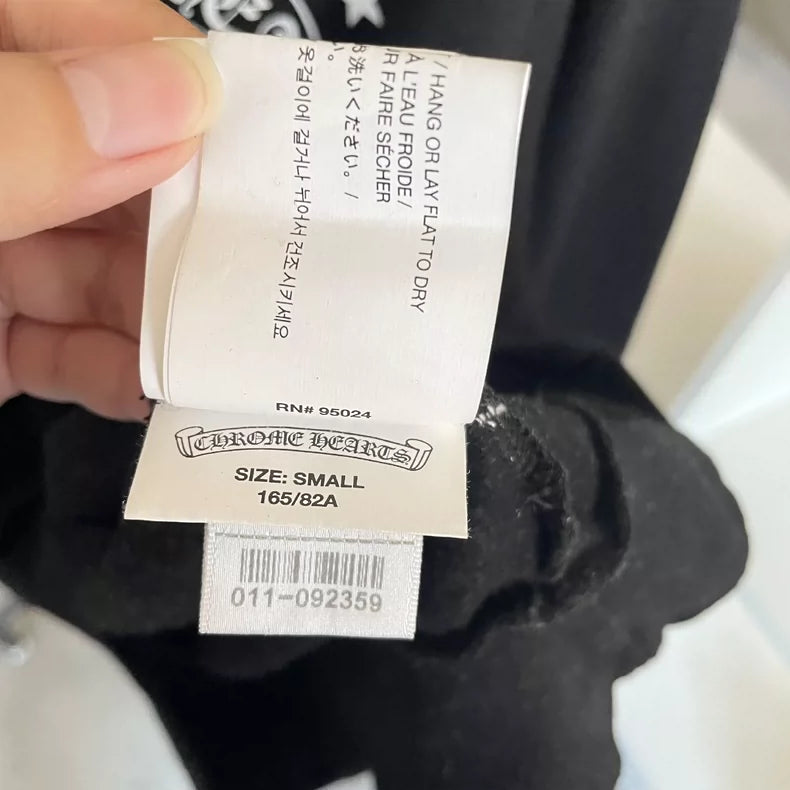 / HANG OR LAY FLAT TO DRY
À L'EAU FROIDE/
IR FAIRE SÉCHER
洗いください。/
い。
옷걸이에 걸거나 뉘어서 건조시키세요
RN# 95024
CHROME HEARTS
SIZE: SMALL
165/82A
011-092359